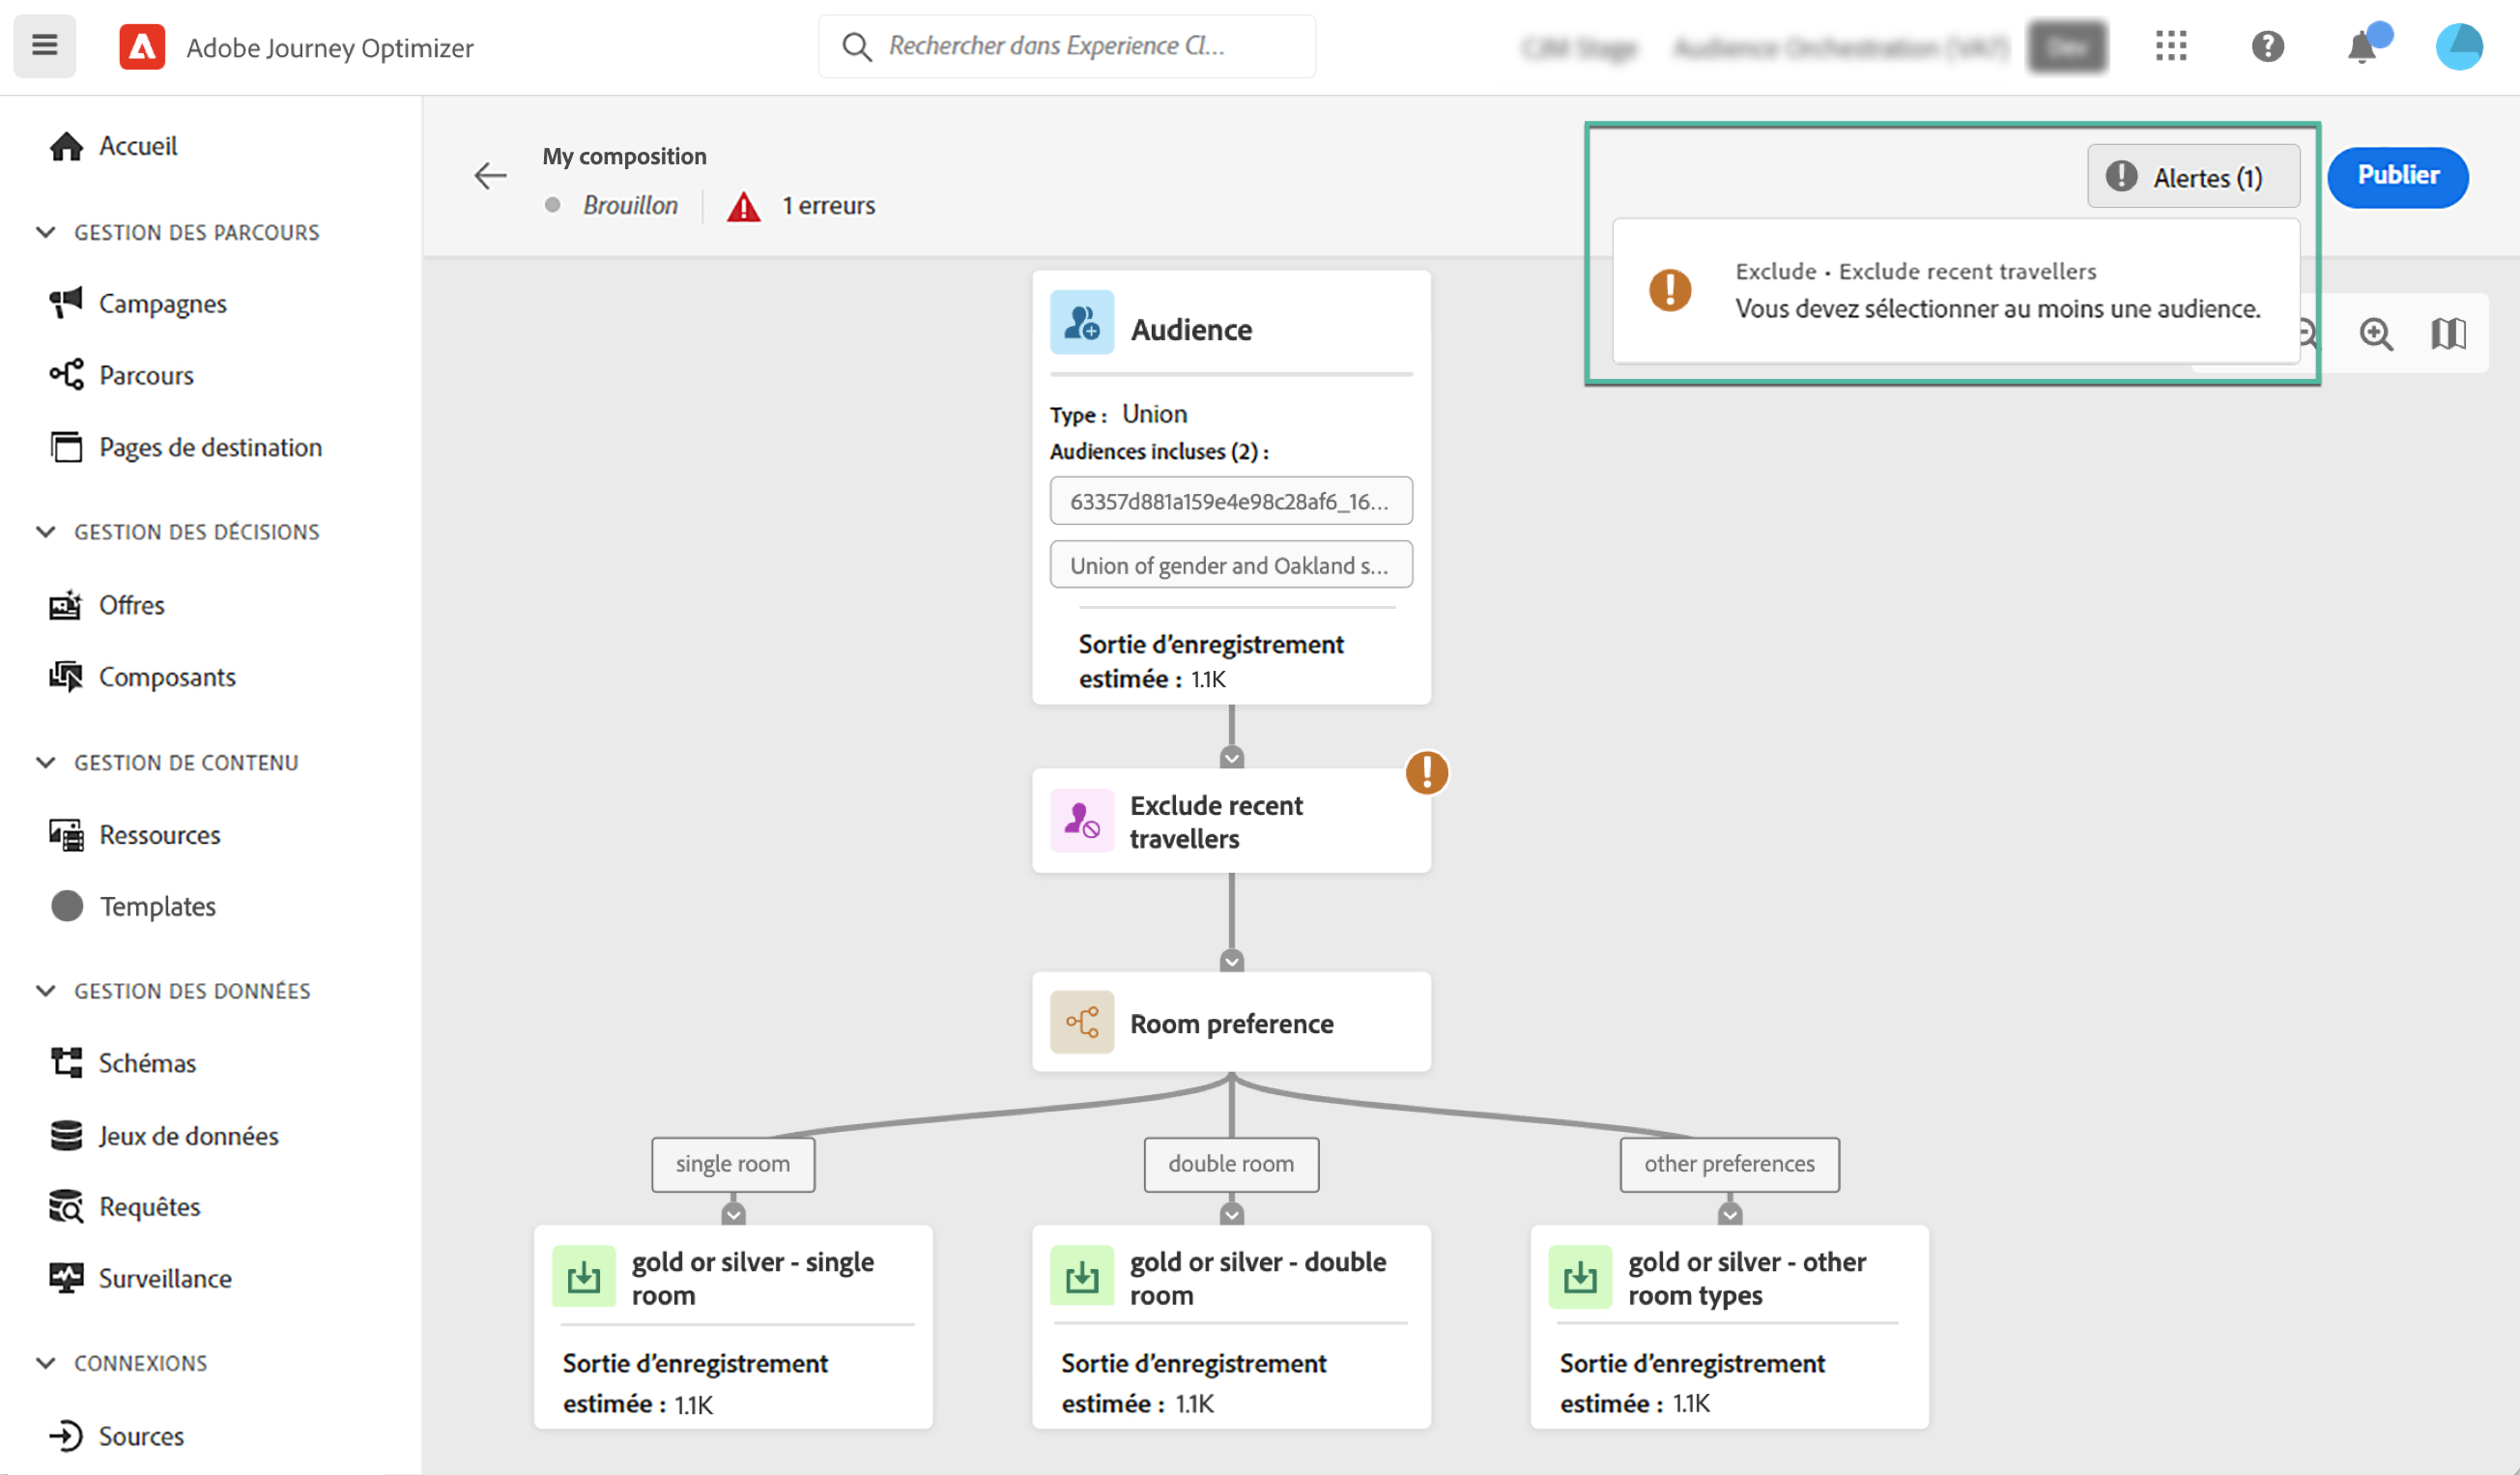 Adobe Journey Optimizer
Rechercher dans Experience Cl...
Accueil
GESTION DES PARCOURS
Campagnes
Parcours
Pages de destination
GESTION DES DÉCISIONS
Offres
Composants
GESTION DE CONTENU
Ressources
Templates
GESTION DES DONNÉES
Schémas
Jeux de données
Requêtes
Surveillance
CONNEXIONS
Sources
My composition
Brouillon
1 erreurs
Alertes (1)
Publier
Exclude • Exclude recent travellers
Vous devez sélectionner au moins une audience.
Audience
Type : Union
Audiences incluses (2) :
63357d881a159e4e98c28af6_16...
Union of gender and Oakland s...
Sortie d’enregistrement
estimée : 1.1K
Exclude recent
travellers
Room preference
single room
double room
other preferences
gold or silver - single
room
Sortie d’enregistrement
estimée : 1.1K
gold or silver - double
room
Sortie d’enregistrement
estimée : 1.1K
gold or silver - other
room types
Sortie d’enregistrement
estimée : 1.1K